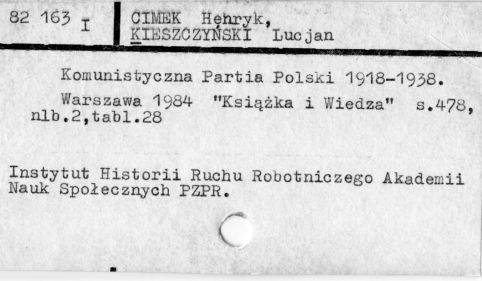 82 163 I
CIMEK Henryk,
KIESZCZYŃSKI Lucjan
Komunistyczna Partia Polski 1918-1938.
Warszawa 1984 "Książka i Wiedza" s.478,
nlb.2,tabl.28
Instytut Historii Ruchu Robotniczego Akademii
Nauk Społecznych PZPR.